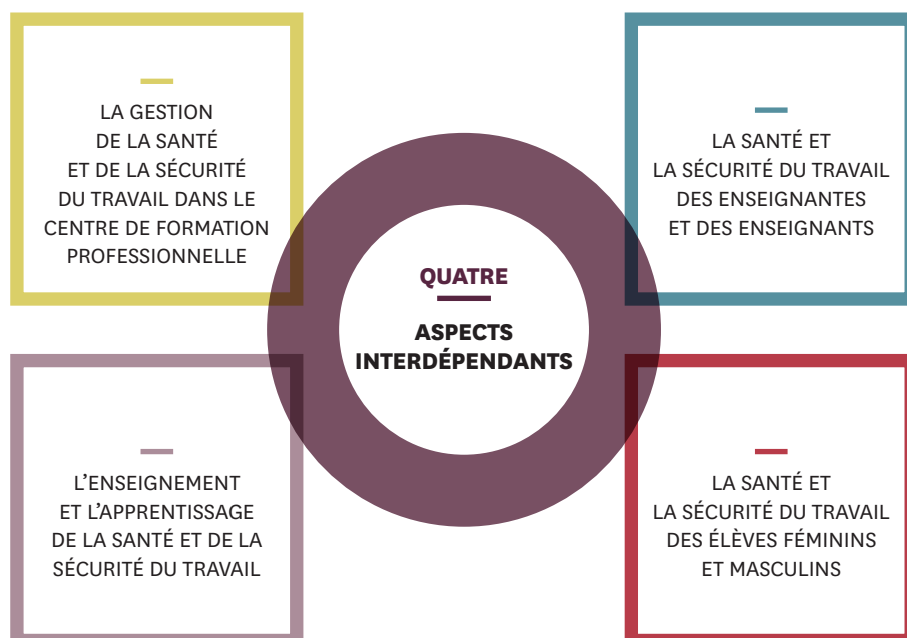 LA GESTION
DE LA SANTÉ
ET DE LA SÉCURITÉ
DU TRAVAIL DANS LE
CENTRE DE FORMATION
PROFESSIONNELLE
LA SANTÉ ET
LA SÉCURITÉ DU TRAVAIL
DES ENSEIGNANTES
ET DES ENSEIGNANTS
QUATRE
ASPECTS
INTERDÉPENDANTS
L’ENSEIGNEMENT
ET L’APPRENTISSAGE
DE LA SANTÉ ET DE LA
SÉCURITÉ DU TRAVAIL
LA SANTÉ ET
LA SÉCURITÉ DU TRAVAIL
DES ÉLÈVES FÉMININS
ET MASCULINS